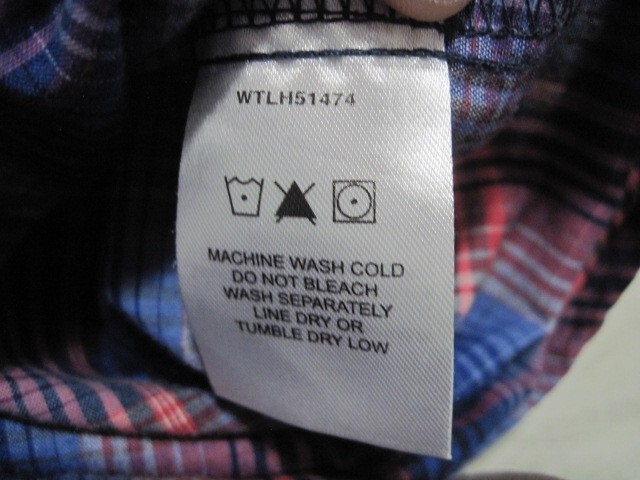 WTLH51474
MACHINE WASH COLD
DO NOT BLEACH
WASH SEPARATELY
LINE DRY OR
TUMBLE DRY LOW